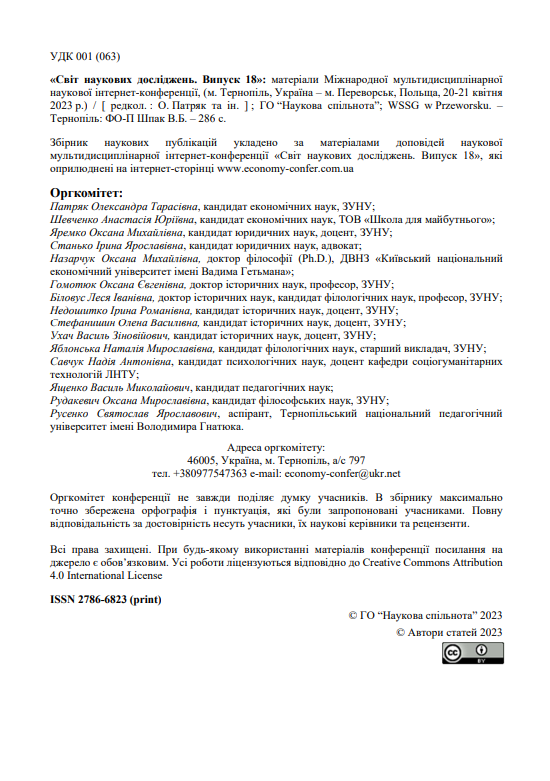 УДК 001 (063)
«Світ наукових досліджень. Випуск 18»: матеріали Міжнародної мультидисциплінарної
наукової інтернет-конференції, (м. Тернопіль, Україна – м. Переворськ, Польща, 20-21 квітня
2023 р.) / [ редкол. : О. Патряк та ін. ] ; ГО “Наукова спільнота”; WSSG w Przeworsku. –
Тернопіль: ФО-П Шпак В.Б. – 286 с.
Збірник наукових публікацій укладено за матеріалами доповідей наукової
мультидисциплінарної інтернет-конференції «Світ наукових досліджень. Випуск 18», які
оприлюднені на інтернет-сторінці www.economy-confer.com.ua
Оргкомітет:
Патряк Олександра Тарасівна, кандидат економічних наук, ЗУНУ;
Шевченко Анастасія Юріївна, кандидат економічних наук, ТОВ «Школа для майбутнього»;
Яремко Оксана Михайлівна, кандидат юридичних наук, доцент, ЗУНУ;
Станько Ірина Ярославівна, кандидат юридичних наук, адвокат;
Назарчук Оксана Михайлівна, доктор філософії (Ph.D.), ДВНЗ «Київський національний
економічний університет імені Вадима Гетьмана»;
Гомотюк Оксана Євгенівна, доктор історичних наук, професор, ЗУНУ;
Біловус Леся Іванівна, доктор історичних наук, кандидат філологічних наук, професор, ЗУНУ;
Недошитко Ірина Романівна, кандидат історичних наук, доцент, ЗУНУ;
Стефанишин Олена Василівна, кандидат історичних наук, доцент, ЗУНУ;
Ухач Василь Зіновійович, кандидат історичних наук, доцент, ЗУНУ;
Яблонська Наталія Мирославівна, кандидат філологічних наук, старший викладач, ЗУНУ;
Савчук Надія Антонівна, кандидат психологічних наук, доцент кафедри соціогуманітарних
технологій ЛНТУ;
Ященко Василь Миколайович, кандидат педагогічних наук;
Рудакевич Оксана Мирославівна, кандидат філософських наук, ЗУНУ;
Русенко Святослав Ярославович, аспірант, Тернопільський національний педагогічний
університет імені Володимира Гнатюка.
Адреса оргкомітету:
46005, Україна, м. Тернопіль, а/с 797
тел. +380977547363 e-mail: economy-confer@ukr.net
Оргкомітет конференції не завжди поділяє думку учасників. В збірнику максимально
точно збережена орфографія і пунктуація, які були запропоновані учасниками. Повну
відповідальність за достовірність несуть учасники, їх наукові керівники та рецензенти.
Всі права захищені. При будь-якому використанні матеріалів конференції посилання на
джерело є обов’язковим. Усі роботи ліцензуються відповідно до Creative Commons Attribution
4.0 International License
ISSN 2786-6823 (print)
© ГО “Наукова спільнота” 2023
© Автори статей 2023
cc BY